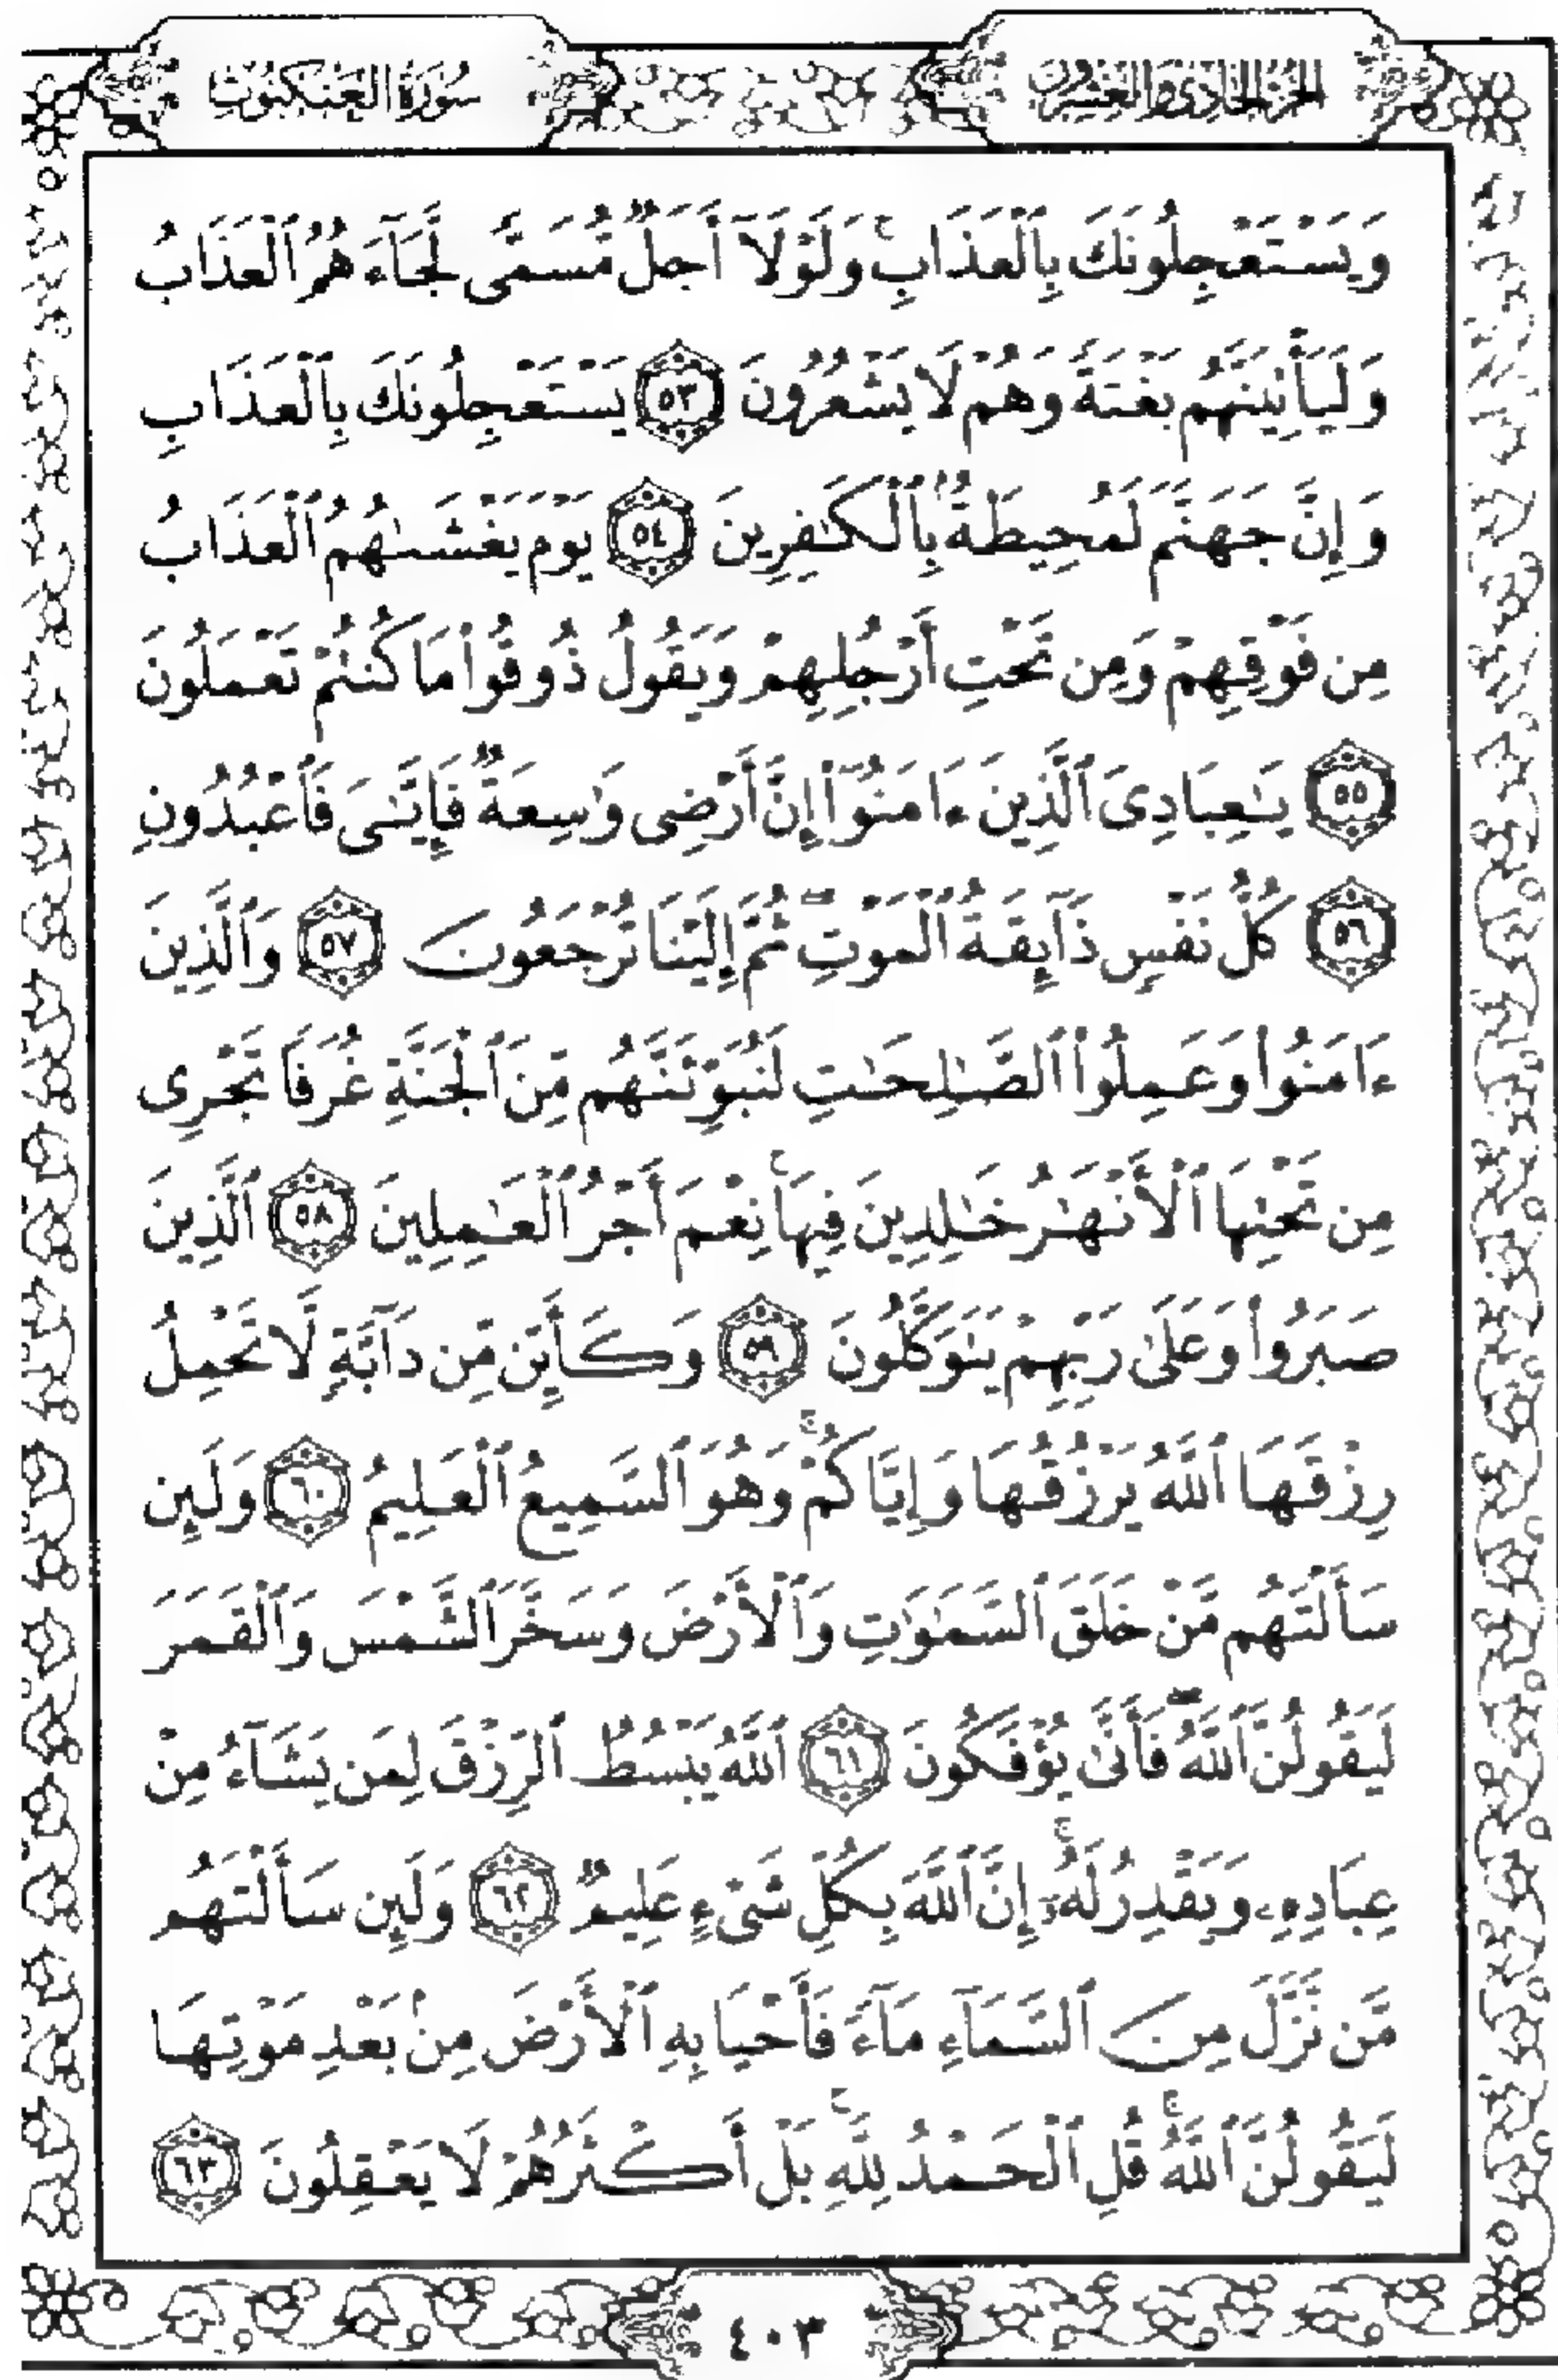 الجزء الحادي والعشرون
سورة العنكبوت
وَيَسْتَعْجِلُونَكَ بِٱلْعَذَابِ ۚ وَلَوْلَآ أَجَلٌ مُّسَمًّى لَّجَآءَهُمُ ٱلْعَذَابُ
وَلَيَأْتِيَنَّهُم بَغْتَةً وَهُمْ لَا يَشْعُرُونَ ٥٣ يَسْتَعْجِلُونَكَ بِٱلْعَذَابِ
وَإِنَّ جَهَنَّمَ لَمُحِيطَةٌۢ بِٱلْكَـٰفِرِينَ ٥٤ يَوْمَ يَغْشَىٰهُمُ ٱلْعَذَابُ
مِن فَوْقِهِمْ وَمِن تَحْتِ أَرْجُلِهِمْ وَيَقُولُ ذُوقُوا۟ مَا كُنتُمْ تَعْمَلُونَ
٥٥ يَـٰعِبَادِىَ ٱلَّذِينَ ءَامَنُوٓا۟ إِنَّ أَرْضِى وَٰسِعَةٌ فَإِيَّـٰىَ فَٱعْبُدُونِ
٥٦ كُلُّ نَفْسٍ ذَآئِقَةُ ٱلْمَوْتِ ۖ ثُمَّ إِلَيْنَا تُرْجَعُونَ ٥٧ وَٱلَّذِينَ
ءَامَنُوا۟ وَعَمِلُوا۟ ٱلصَّـٰلِحَـٰتِ لَنُبَوِّئَنَّهُم مِّنَ ٱلْجَنَّةِ غُرَفًا تَجْرِى
مِن تَحْتِهَا ٱلْأَنْهَـٰرُ خَـٰلِدِينَ فِيهَا ۚ نِعْمَ أَجْرُ ٱلْعَـٰمِلِينَ ٥٨ ٱلَّذِينَ
صَبَرُوا۟ وَعَلَىٰ رَبِّهِمْ يَتَوَكَّلُونَ ٥٩ وَكَأَيِّن مِّن دَآبَّةٍ لَّا تَحْمِلُ
رِزْقَهَا ٱللَّهُ يَرْزُقُهَا وَإِيَّاكُمْ ۚ وَهُوَ ٱلسَّمِيعُ ٱلْعَلِيمُ ٦٠ وَلَئِن
سَأَلْتَهُم مَّنْ خَلَقَ ٱلسَّمَـٰوَٰتِ وَٱلْأَرْضَ وَسَخَّرَ ٱلشَّمْسَ وَٱلْقَمَرَ
لَيَقُولُنَّ ٱللَّهُ ۖ فَأَنَّىٰ يُؤْفَكُونَ ٦١ ٱللَّهُ يَبْسُطُ ٱلرِّزْقَ لِمَن يَشَآءُ مِنْ
عِبَادِهِۦ وَيَقْدِرُ لَهُۥٓ ۚ إِنَّ ٱللَّهَ بِكُلِّ شَىْءٍ عَلِيمٌ ٦٢ وَلَئِن سَأَلْتَهُم
مَّن نَّزَّلَ مِنَ ٱلسَّمَآءِ مَآءً فَأَحْيَا بِهِ ٱلْأَرْضَ مِنۢ بَعْدِ مَوْتِهَا
لَيَقُولُنَّ ٱللَّهُ ۚ قُلِ ٱلْحَمْدُ لِلَّهِ ۚ بَلْ أَكْثَرُهُمْ لَا يَعْقِلُونَ ٦٣
٤٠٣